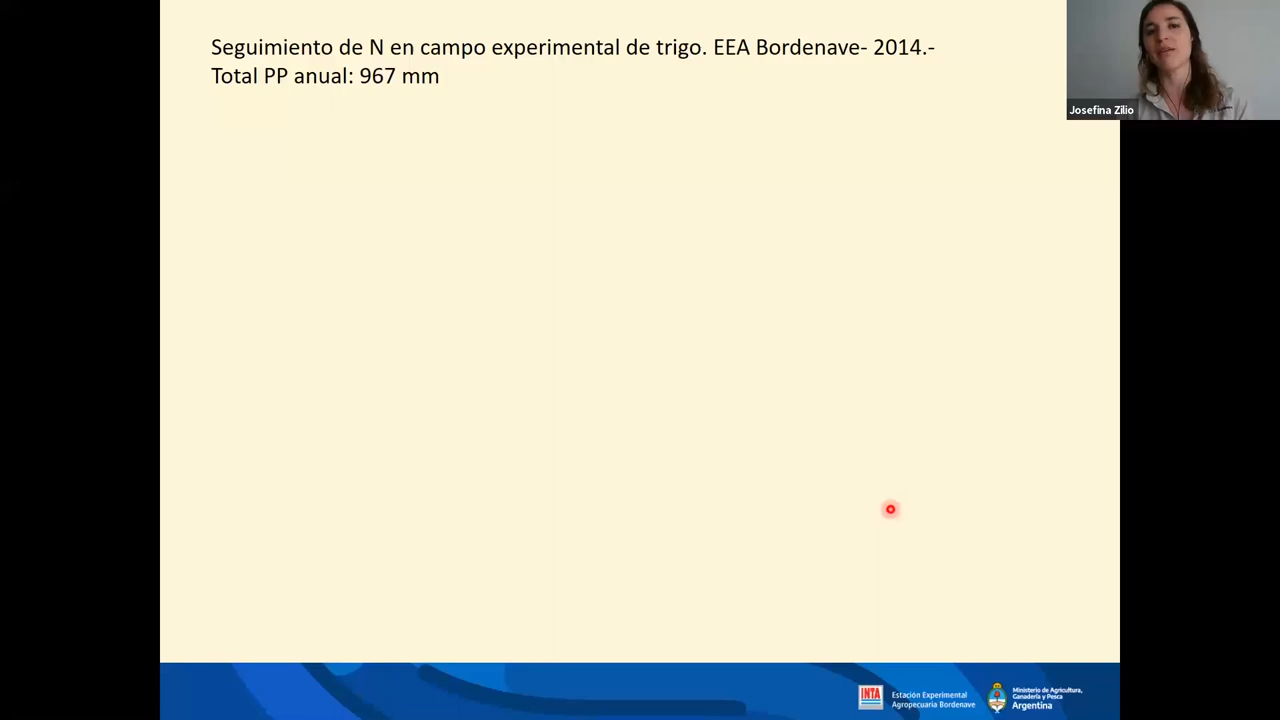 Seguimiento de N en campo experimental de trigo. EEA Bordenave- 2014.-
Total PP anual: 967 mm
Josefina Zilio
INTA
Estación Experimental
Agropecuaria Bordenave
Ministerio de Agricultura,
Ganadería y Pesca
Argentina